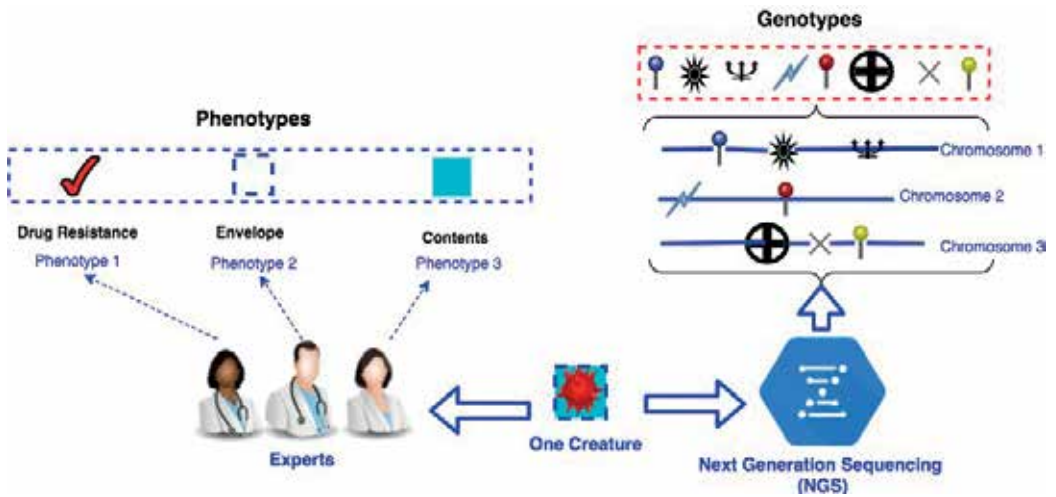 Genotypes
Phenotypes
Chromosome 1
Chromosome 2
Chromosome 3
Drug Resistance
Envelope
Contents
Phenotype 1
Phenotype 2
Phenotype 3
One Creature
Experts
Next Generation Sequencing
(NGS)